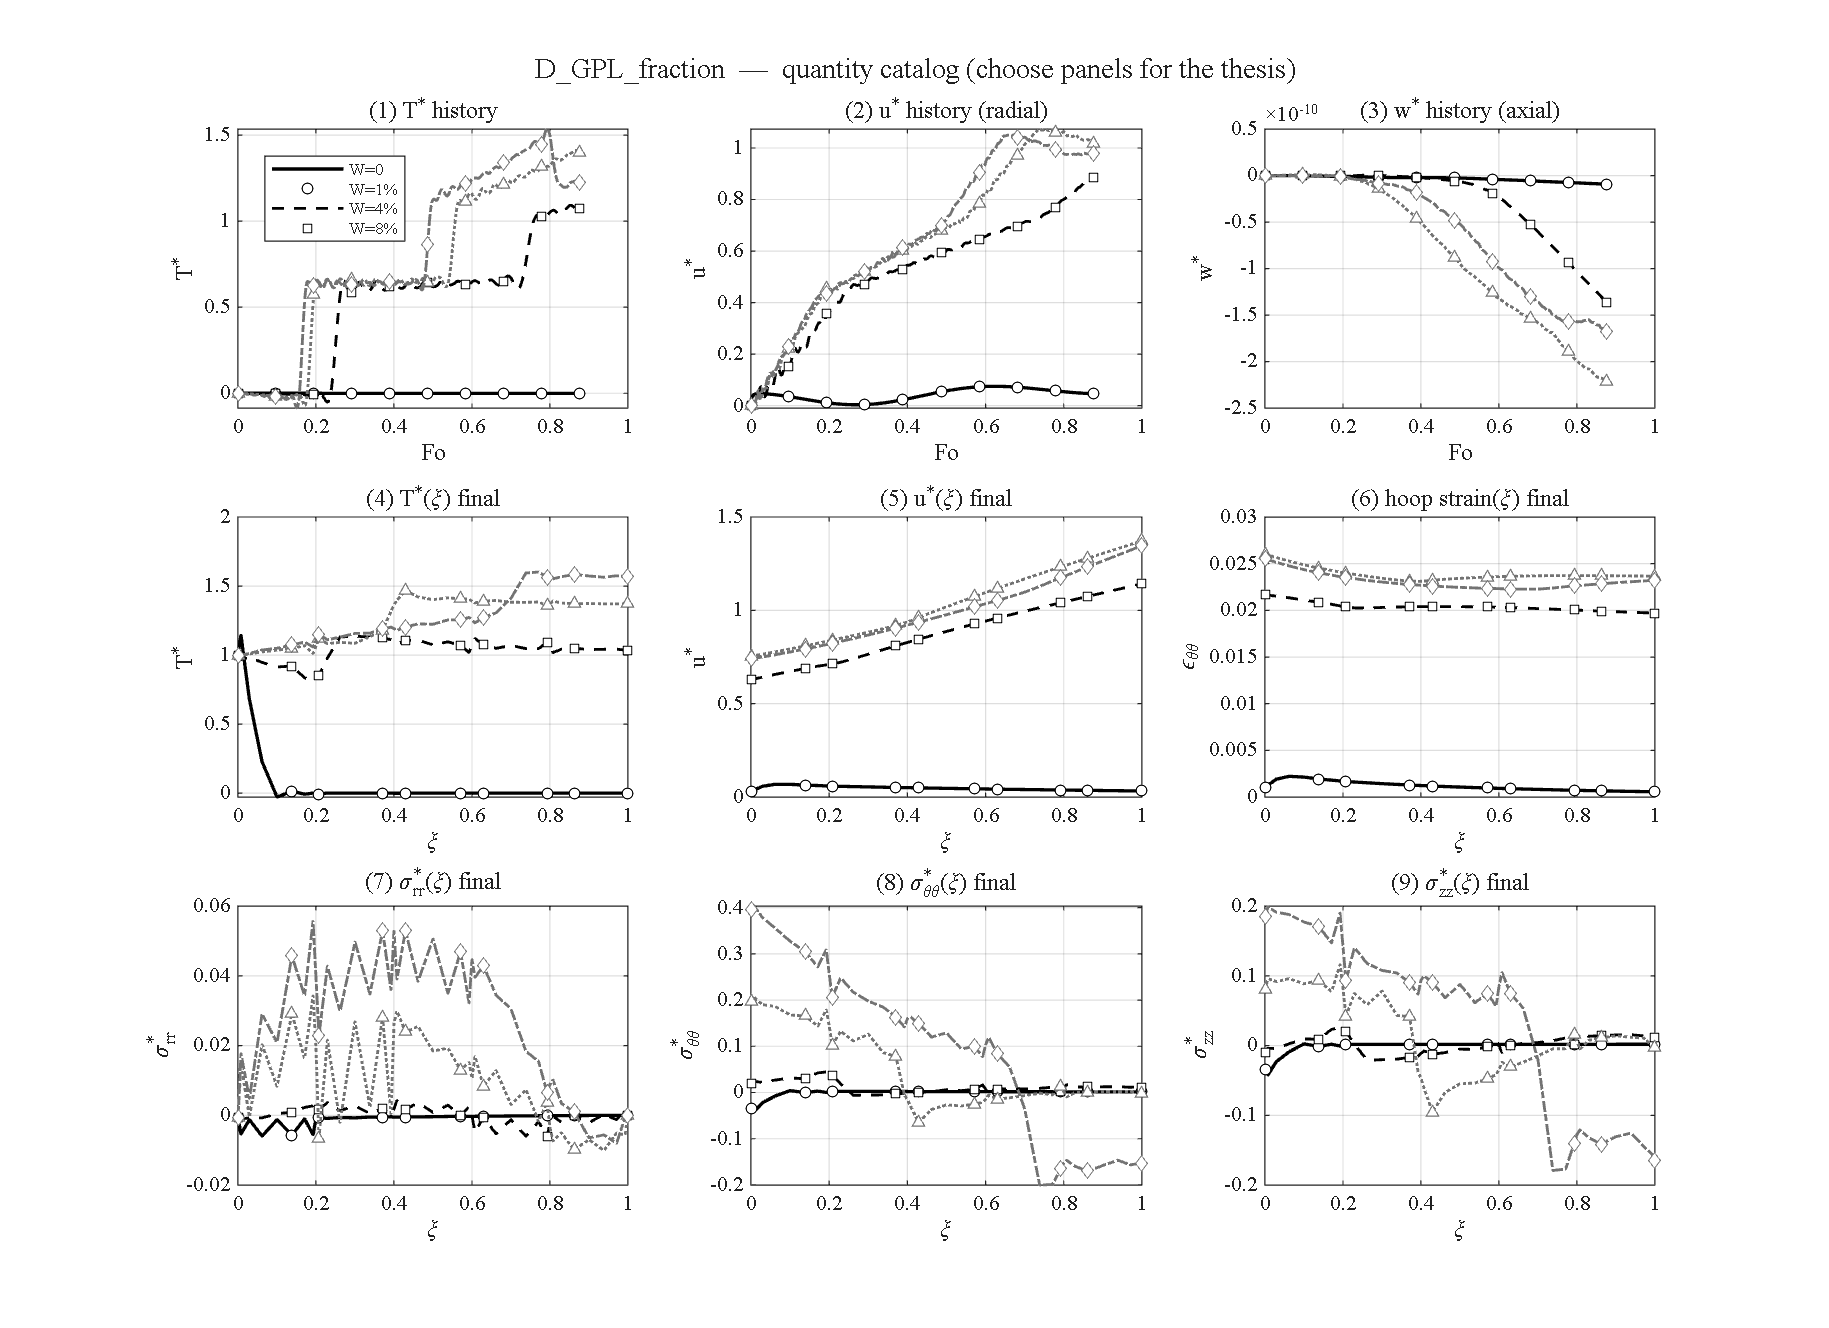 D_GPL_fraction — quantity catalog (choose panels for the thesis)
(1) T* history
1.5
1
0.5
0
T*
W=0
W=1%
W=4%
W=8%
0 0.2 0.4 0.6 0.8 1
Fo
(2) u* history (radial)
1
0.8
0.6
0.4
0.2
0
u*
0 0.2 0.4 0.6 0.8 1
Fo
×10⁻¹⁰
(3) w* history (axial)
0.5
0
-0.5
-1
-1.5
-2
-2.5
w*
0 0.2 0.4 0.6 0.8 1
Fo
(4) T*(ξ) final
2
1.5
1
0.5
0
T*
0 0.2 0.4 0.6 0.8 1
ξ
(5) u*(ξ) final
1.5
1
0.5
0
u*
0 0.2 0.4 0.6 0.8 1
ξ
(6) hoop strain(ξ) final
0.03
0.025
0.02
0.015
0.01
0.005
0
ϵθθ
0 0.2 0.4 0.6 0.8 1
ξ
(7) σ*rr(ξ) final
0.06
0.04
0.02
0
-0.02
σ*rr
0 0.2 0.4 0.6 0.8 1
ξ
(8) σ*θθ(ξ) final
0.4
0.3
0.2
0.1
0
-0.1
-0.2
σ*θθ
0 0.2 0.4 0.6 0.8 1
ξ
(9) σ*zz(ξ) final
0.2
0.1
0
-0.1
-0.2
σ*zz
0 0.2 0.4 0.6 0.8 1
ξ